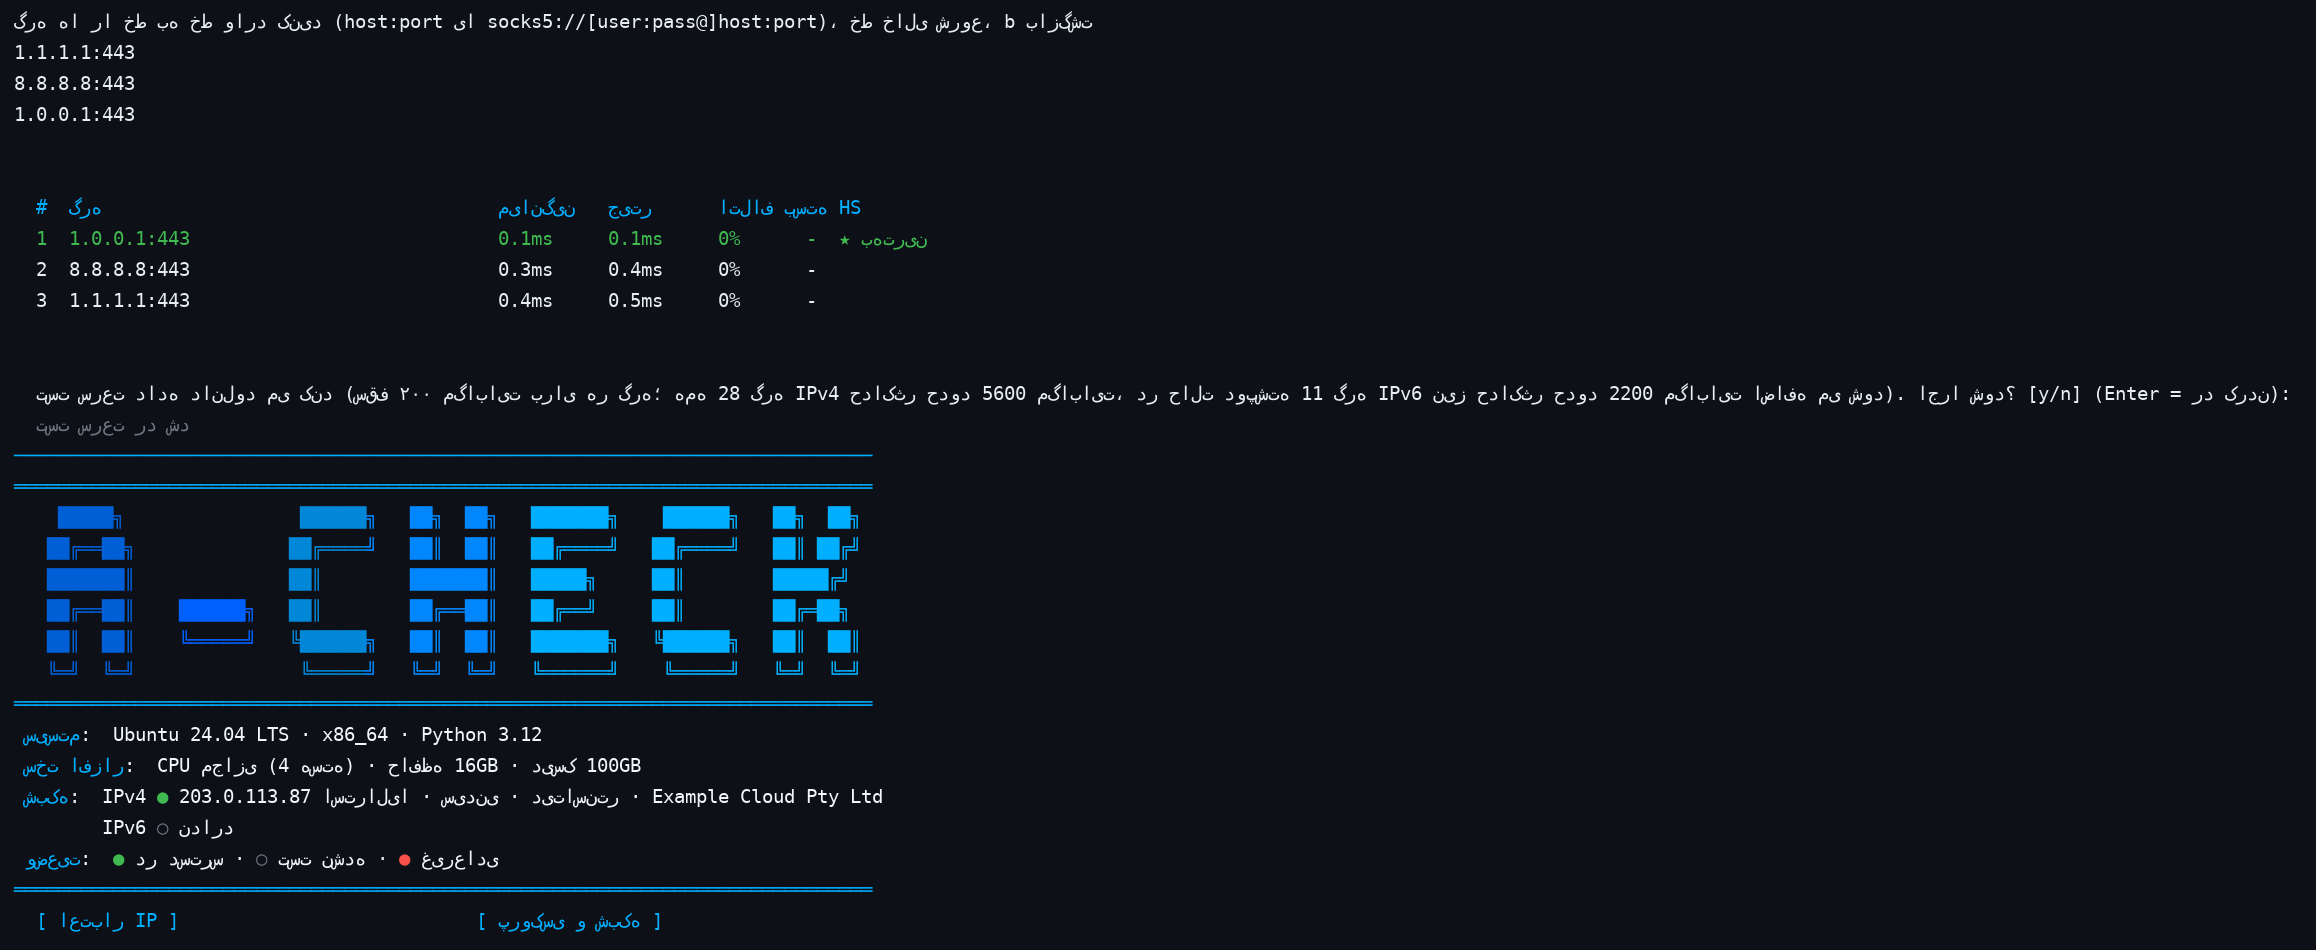 گره ها را خط به خط وارد کنید (host:port یا socks5://[user:pass@]host:port)، خط خالی شروع، b بازگشت
1.1.1.1:443
8.8.8.8:443
1.0.0.1:443
# گره میانگین جیتر اتلاف بسته HS
1 1.0.0.1:443 0.1ms 0.1ms 0% - ★ بهترین
2 8.8.8.8:443 0.3ms 0.4ms 0% -
3 1.1.1.1:443 0.4ms 0.5ms 0% -
تست سرعت داده دانلود می کند (سقف ۲۰۰ مگابایت برای هر گره؛ همه 28 گره IPv4 حداکثر حدود 5600 مگابایت، در حالت دوپشته 11 گره IPv6 نیز حداکثر حدود 2200 مگابایت اضافه می شود). اجرا شود؟ [y/n] (Enter = رد کردن):
تست سرعت رد شد
A_CHECK
سیستم: Ubuntu 24.04 LTS · x86_64 · Python 3.12
سخت افزار: CPU مجازی (4 هسته) · حافظه 16GB · دیسک 100GB
شبکه: IPv4 ● 203.0.113.87 استرالیا · سیدنی · دیتاسنتر · Example Cloud Pty Ltd
IPv6 ○ ندارد
وضعیت: ● در دسترس · ○ تست نشده · ● غیرعادی
[ اعتبار IP ] [ پروکسی و شبکه ]